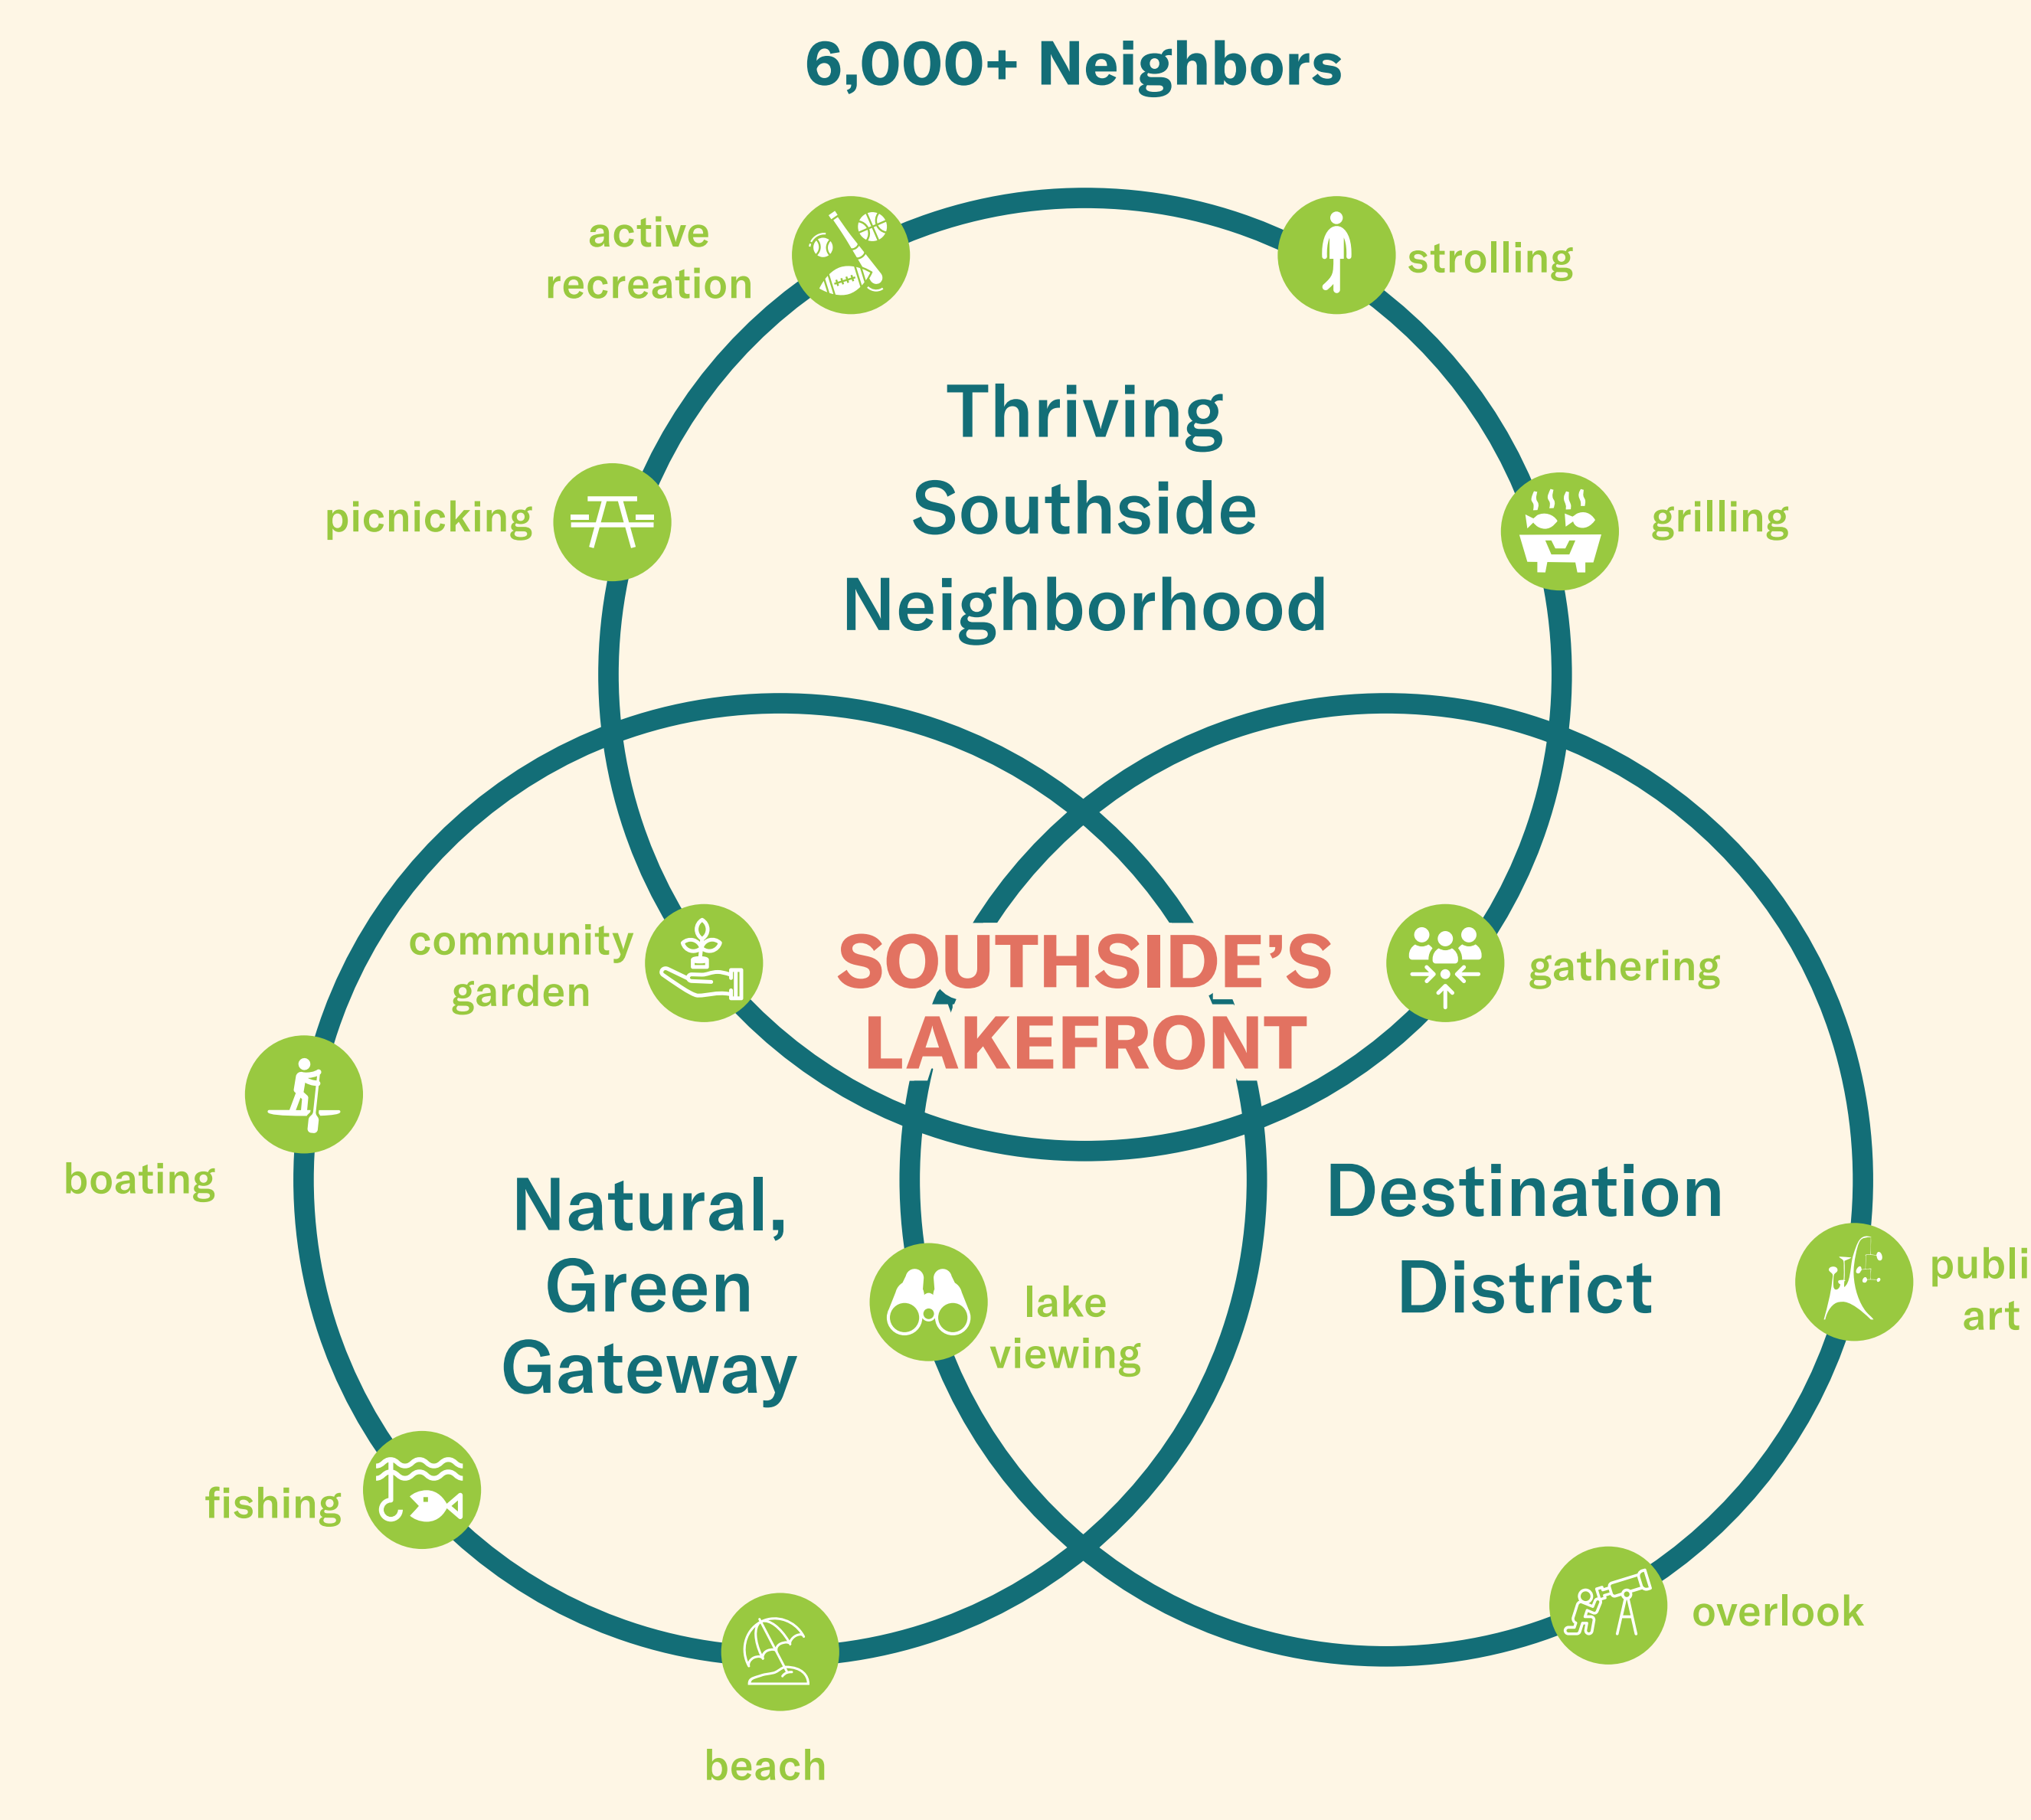 6,000+ Neighbors
active
recreation
strolling
Thriving
Southside
Neighborhood
picnicking
grilling
community
garden
SOUTHSIDE’S
LAKEFRONT
gathering
boating
Natural,
Green
Gateway
Destination
District
lake
viewing
publi
art
fishing
overlook
beach